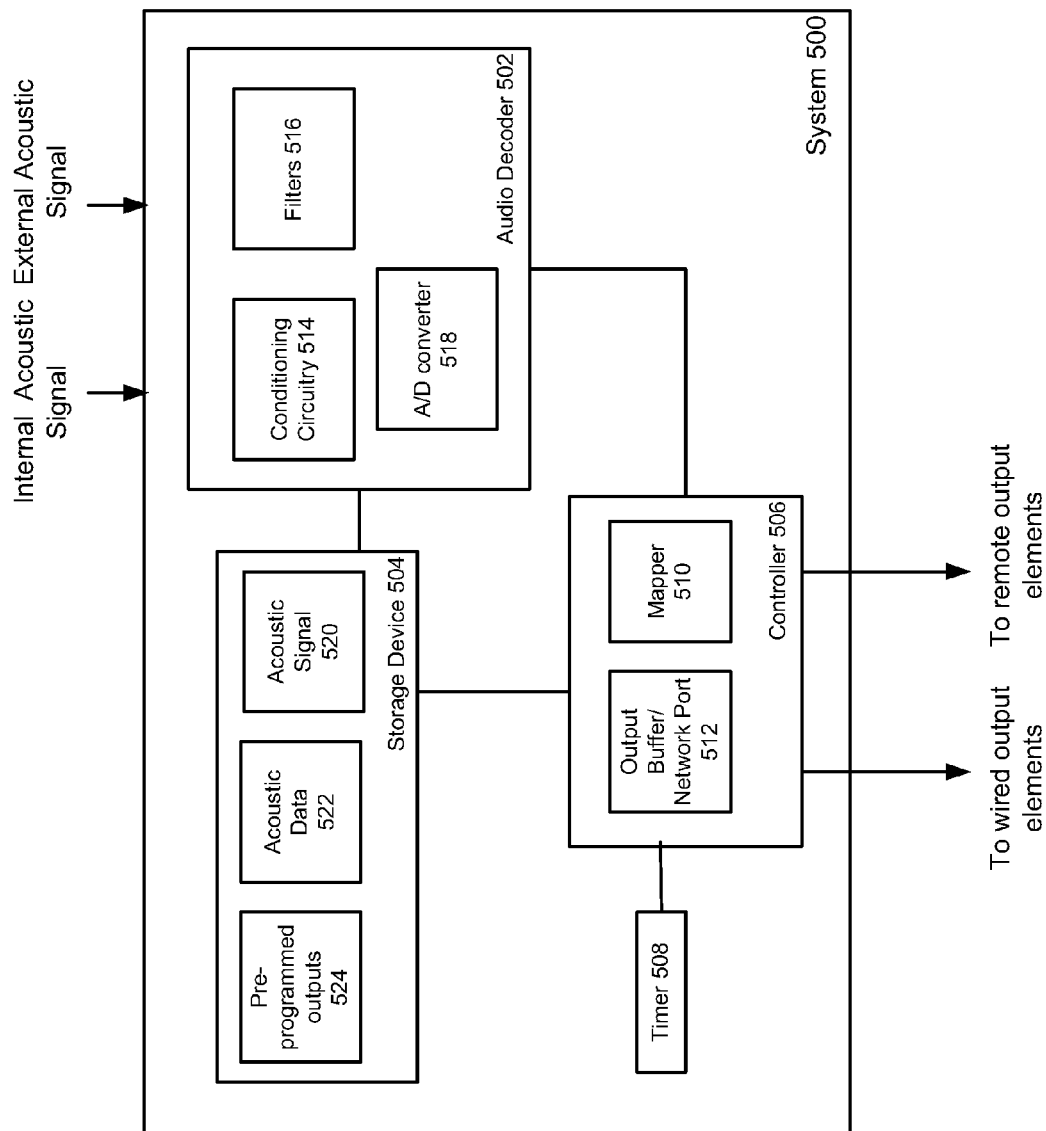 Internal Acoustic
Signal
External Acoustic
Signal
Pre-
programmed
outputs
524
Acoustic
Data
522
Acoustic
Signal
520
Storage Device 504
Conditioning
Circuitry 514
Filters 516
A/D converter
518
Audio Decoder 502
Timer 508
Output
Buffer/
Network Port
512
Mapper
510
Controller 506
System 500
To wired output
elements
To remote output
elements